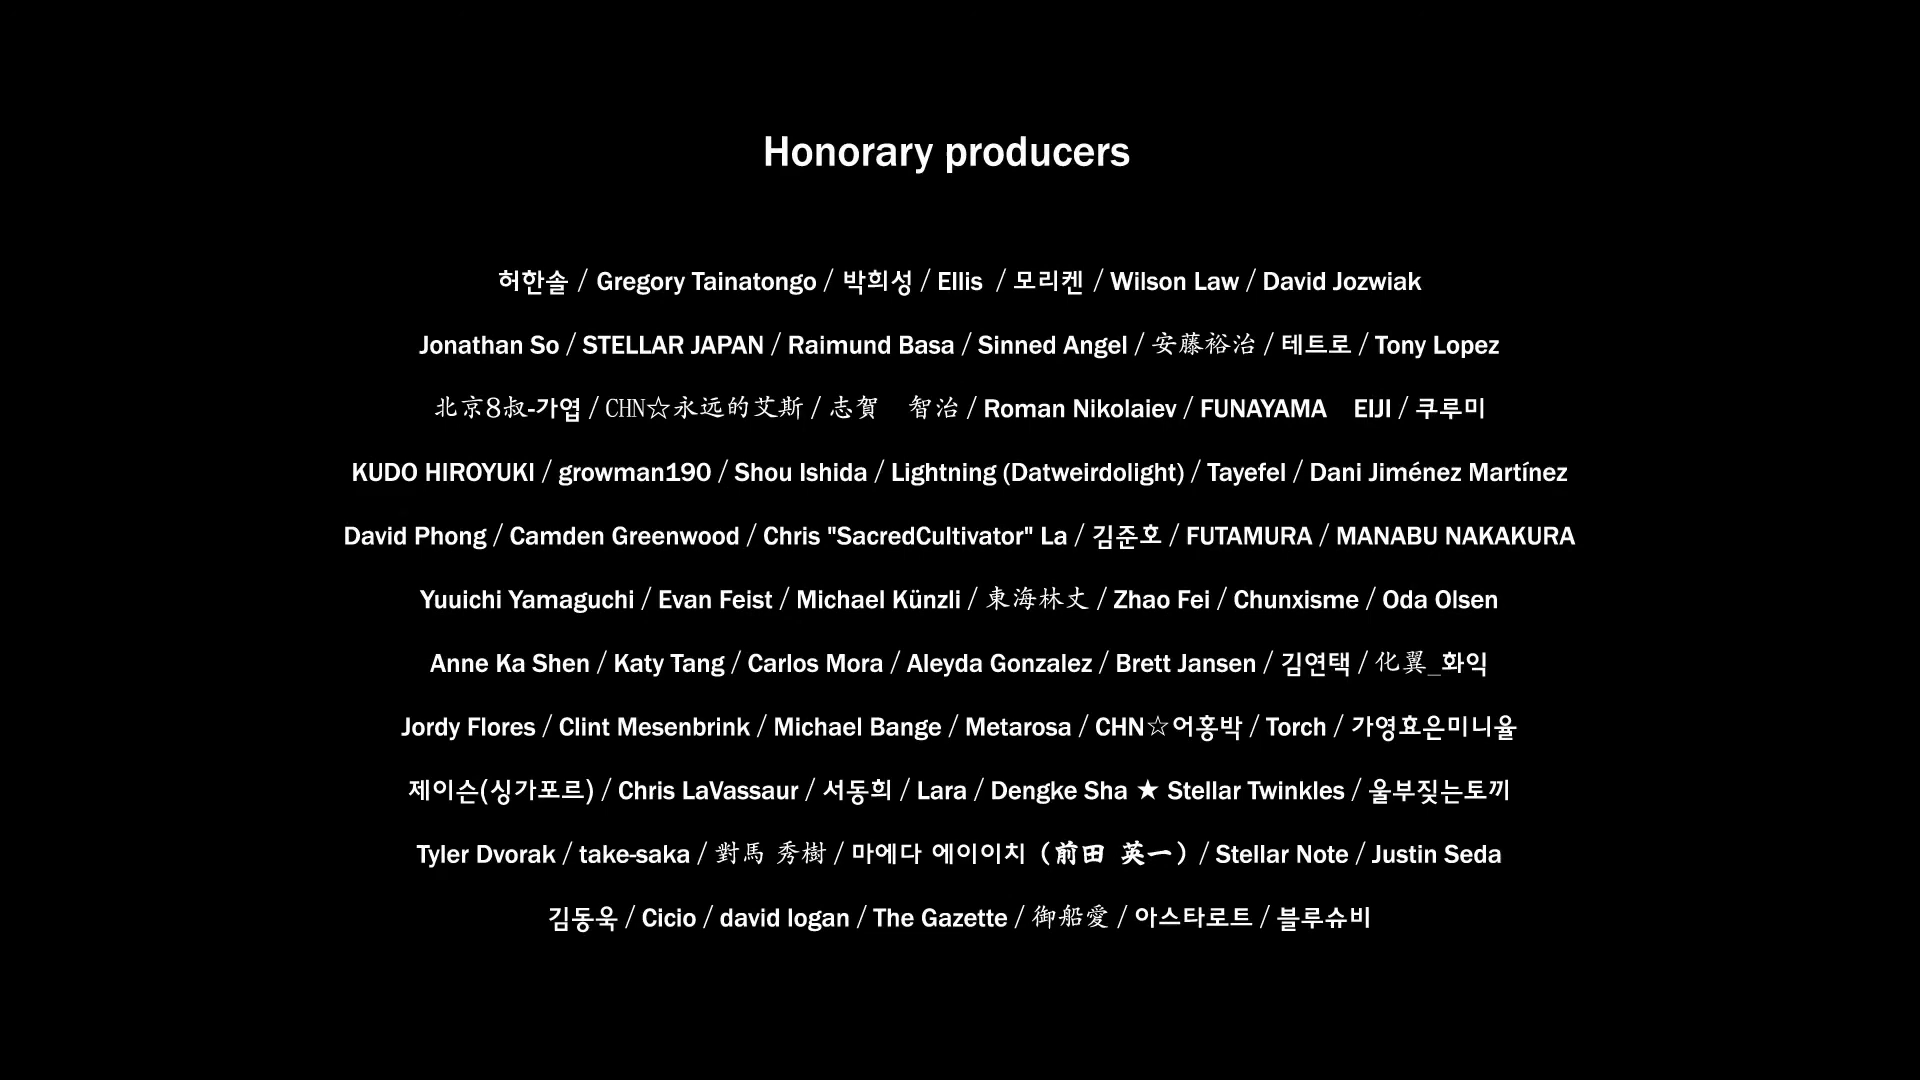 Honorary producers
허한솔 / Gregory Tainatongo / 박희성 / Ellis / 모리켄 / Wilson Law / David Jozwiak
Jonathan So / STELLAR JAPAN / Raimund Basa / Sinned Angel / 安藤裕治 / 테트로 / Tony Lopez
北京8叔-가엽 / CHN☆永远的艾斯 / 志賀　智治 / Roman Nikolaiev / FUNAYAMA　EIJI / 쿠루미
KUDO HIROYUKI / growman190 / Shou Ishida / Lightning (Datweirdolight) / Tayefel / Dani Jiménez Martínez
David Phong / Camden Greenwood / Chris "SacredCultivator" La / 김준호 / FUTAMURA / MANABU NAKAKURA
Yuuichi Yamaguchi / Evan Feist / Michael Künzli / 東海林丈 / Zhao Fei / Chunxisme / Oda Olsen
Anne Ka Shen / Katy Tang / Carlos Mora / Aleyda Gonzalez / Brett Jansen / 김연택 / 化翼_화익
Jordy Flores / Clint Mesenbrink / Michael Bange / Metarosa / CHN☆어홍박 / Torch / 가영효은미니율
제이슨(싱가포르) / Chris LaVassaur / 서동희 / Lara / Dengke Sha ★ Stellar Twinkles / 울부짖는토끼
Tyler Dvorak / take-saka / 對馬 秀樹 / 마에다 에이이치（前田 英一）/ Stellar Note / Justin Seda
김동욱 / Cicio / david logan / The Gazette / 御船愛 / 아스타로트 / 블루슈비